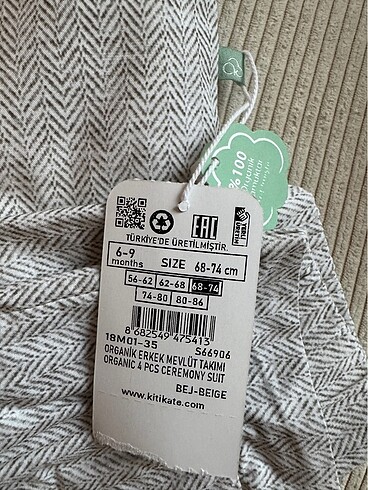 %100
Organik
EAC
TÜRKİYE'DE ÜRETİLMİŞTİR.
6-9
months
SIZE 68-74 cm
56-62 62-68 68-74
74-80 80-86
8 682549 475413
18M01-35 S66906
ORGANİK ERKEK MEVLÜT TAKIMI
ORGANIC 4 PCS CEREMONY SUIT
BEJ-BEIGE
www.kitikate.com